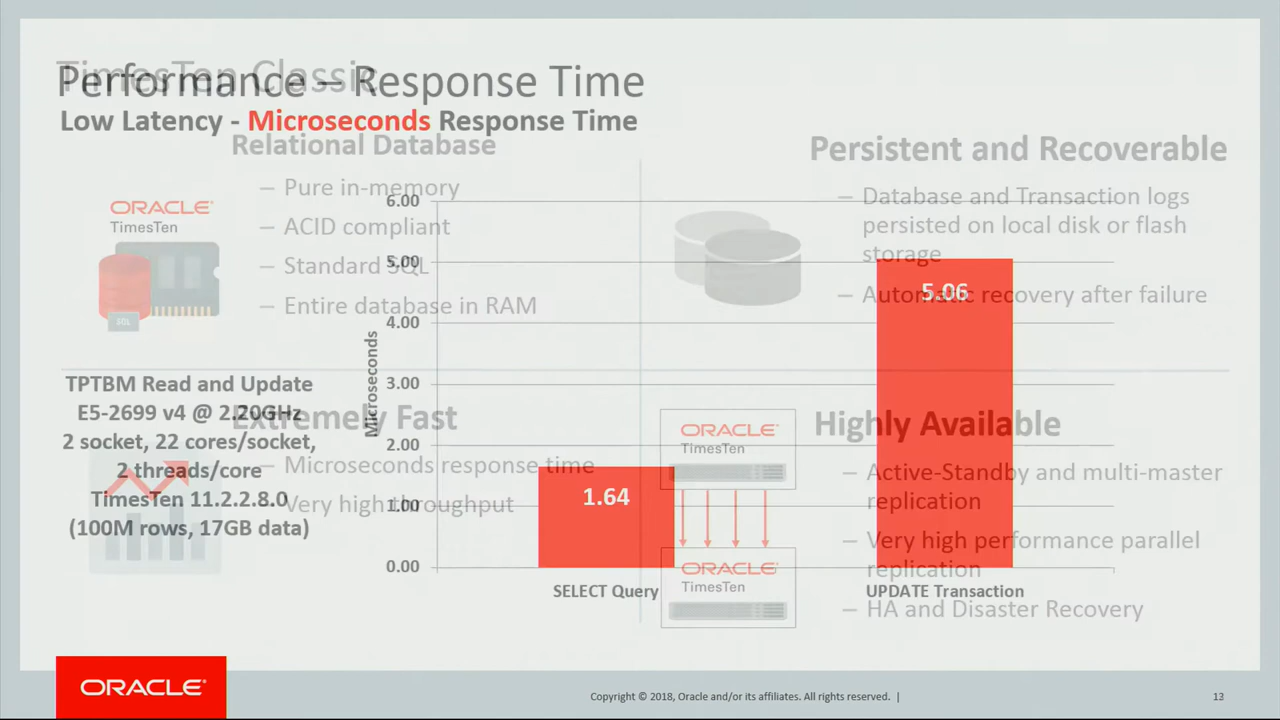 TimesTen Classic
Performance – Response Time
Low Latency - Microseconds Response Time
Relational Database
– Pure in-memory
– ACID compliant
– Standard SQL
– Entire database in RAM
ORACLE
TimesTen
SQL
Persistent and Recoverable
– Database and Transaction logs
persisted on local disk or flash
storage
– Automatic recovery after failure
TPTBM Read and Update
E5-2699 v4 @ 2.20GHz
2 socket, 22 cores/socket,
2 threads/core
TimesTen 11.2.2.8.0
(100M rows, 17GB data)
Extremely Fast
– Microseconds response time
– Very high throughput
Highly Available
– Active-Standby and multi-master
replication
– Very high performance parallel
replication
– HA and Disaster Recovery
ORACLE
TimesTen
ORACLE
TimesTen
Microseconds
6.00
5.00
4.00
3.00
2.00
1.00
0.00
1.64
5.06
SELECT Query
UPDATE Transaction
ORACLE
Copyright © 2018, Oracle and/or its affiliates. All rights reserved. |
13